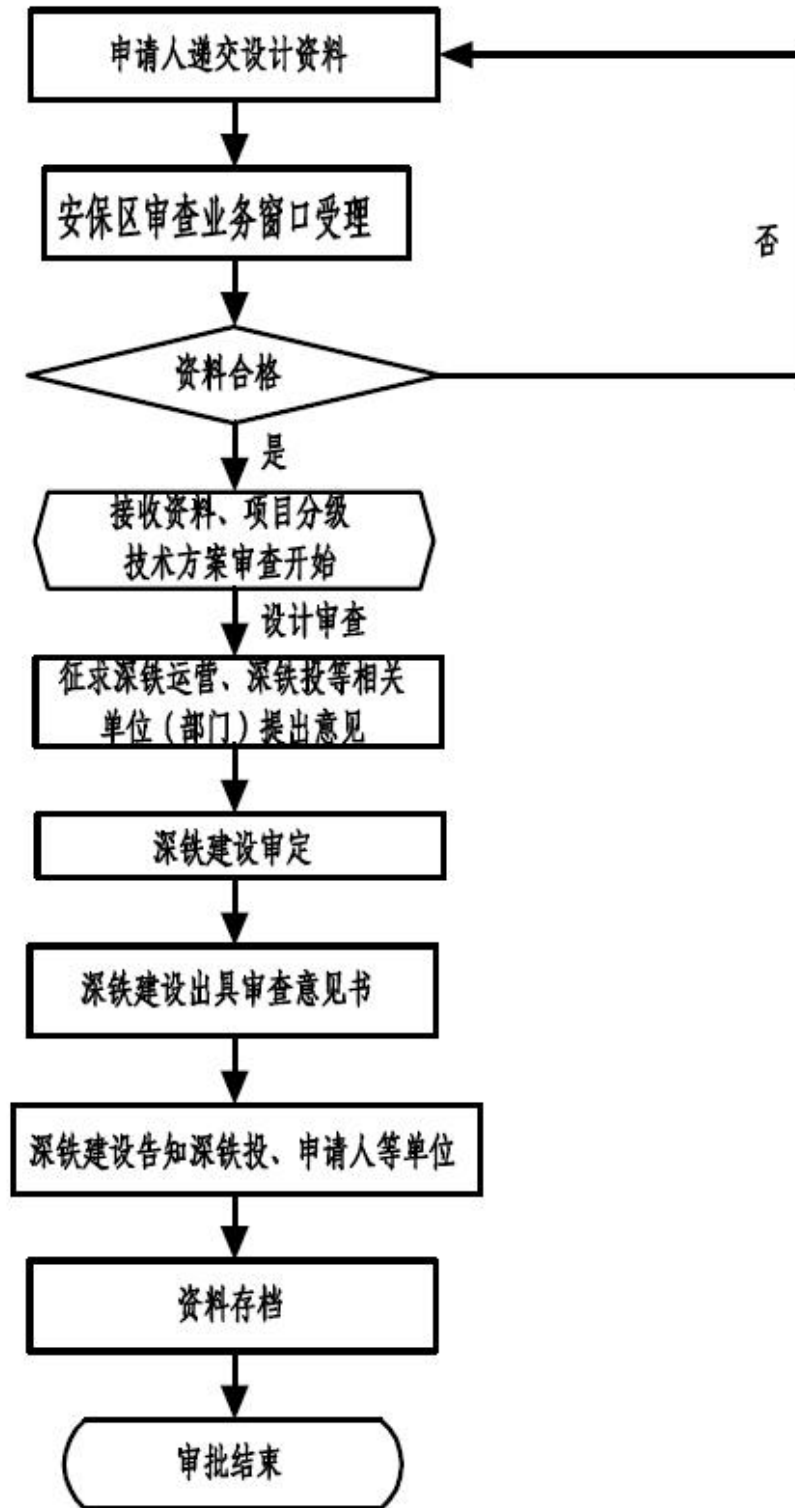 申请人递交设计资料
安保区审查业务窗口受理
否
资料合格
是
接收资料、项目分级
技术方案审查开始
设计审查
征求深铁运营、深铁投等相关
单位（部门）提出意见
深铁建设审定
深铁建设出具审查意见书
深铁建设告知深铁投、申请人等单位
资料存档
审批结束